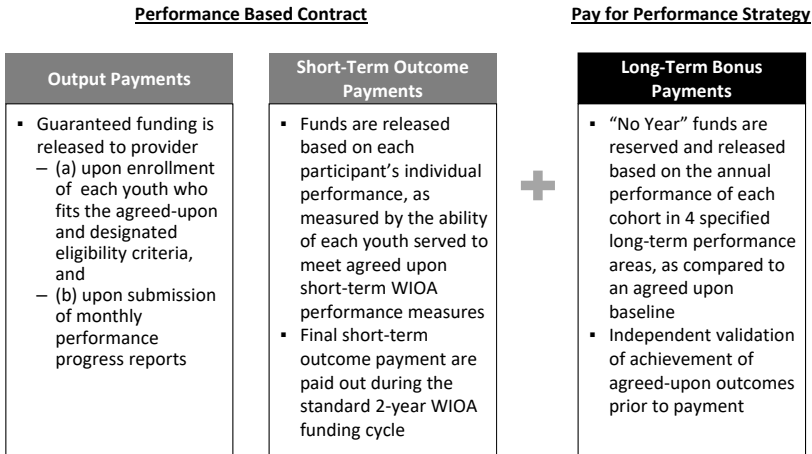 Performance Based Contract
Pay for Performance Strategy
Output Payments
▪ Guaranteed funding is
released to provider
– (a) upon enrollment
of each youth who
fits the agreed-upon
and designated
eligibility criteria,
and
– (b) upon submission
of monthly
performance
progress reports
Short-Term Outcome
Payments
▪ Funds are released
based on each
participant’s individual
performance, as
measured by the ability
of each youth served to
meet agreed upon
short-term WIOA
performance measures
▪ Final short-term
outcome payment are
paid out during the
standard 2-year WIOA
funding cycle
Long-Term Bonus
Payments
▪ “No Year” funds are
reserved and released
based on the annual
performance of each
cohort in 4 specified
long-term performance
areas, as compared to
an agreed upon
baseline
▪ Independent validation
of achievement of
agreed-upon outcomes
prior to payment